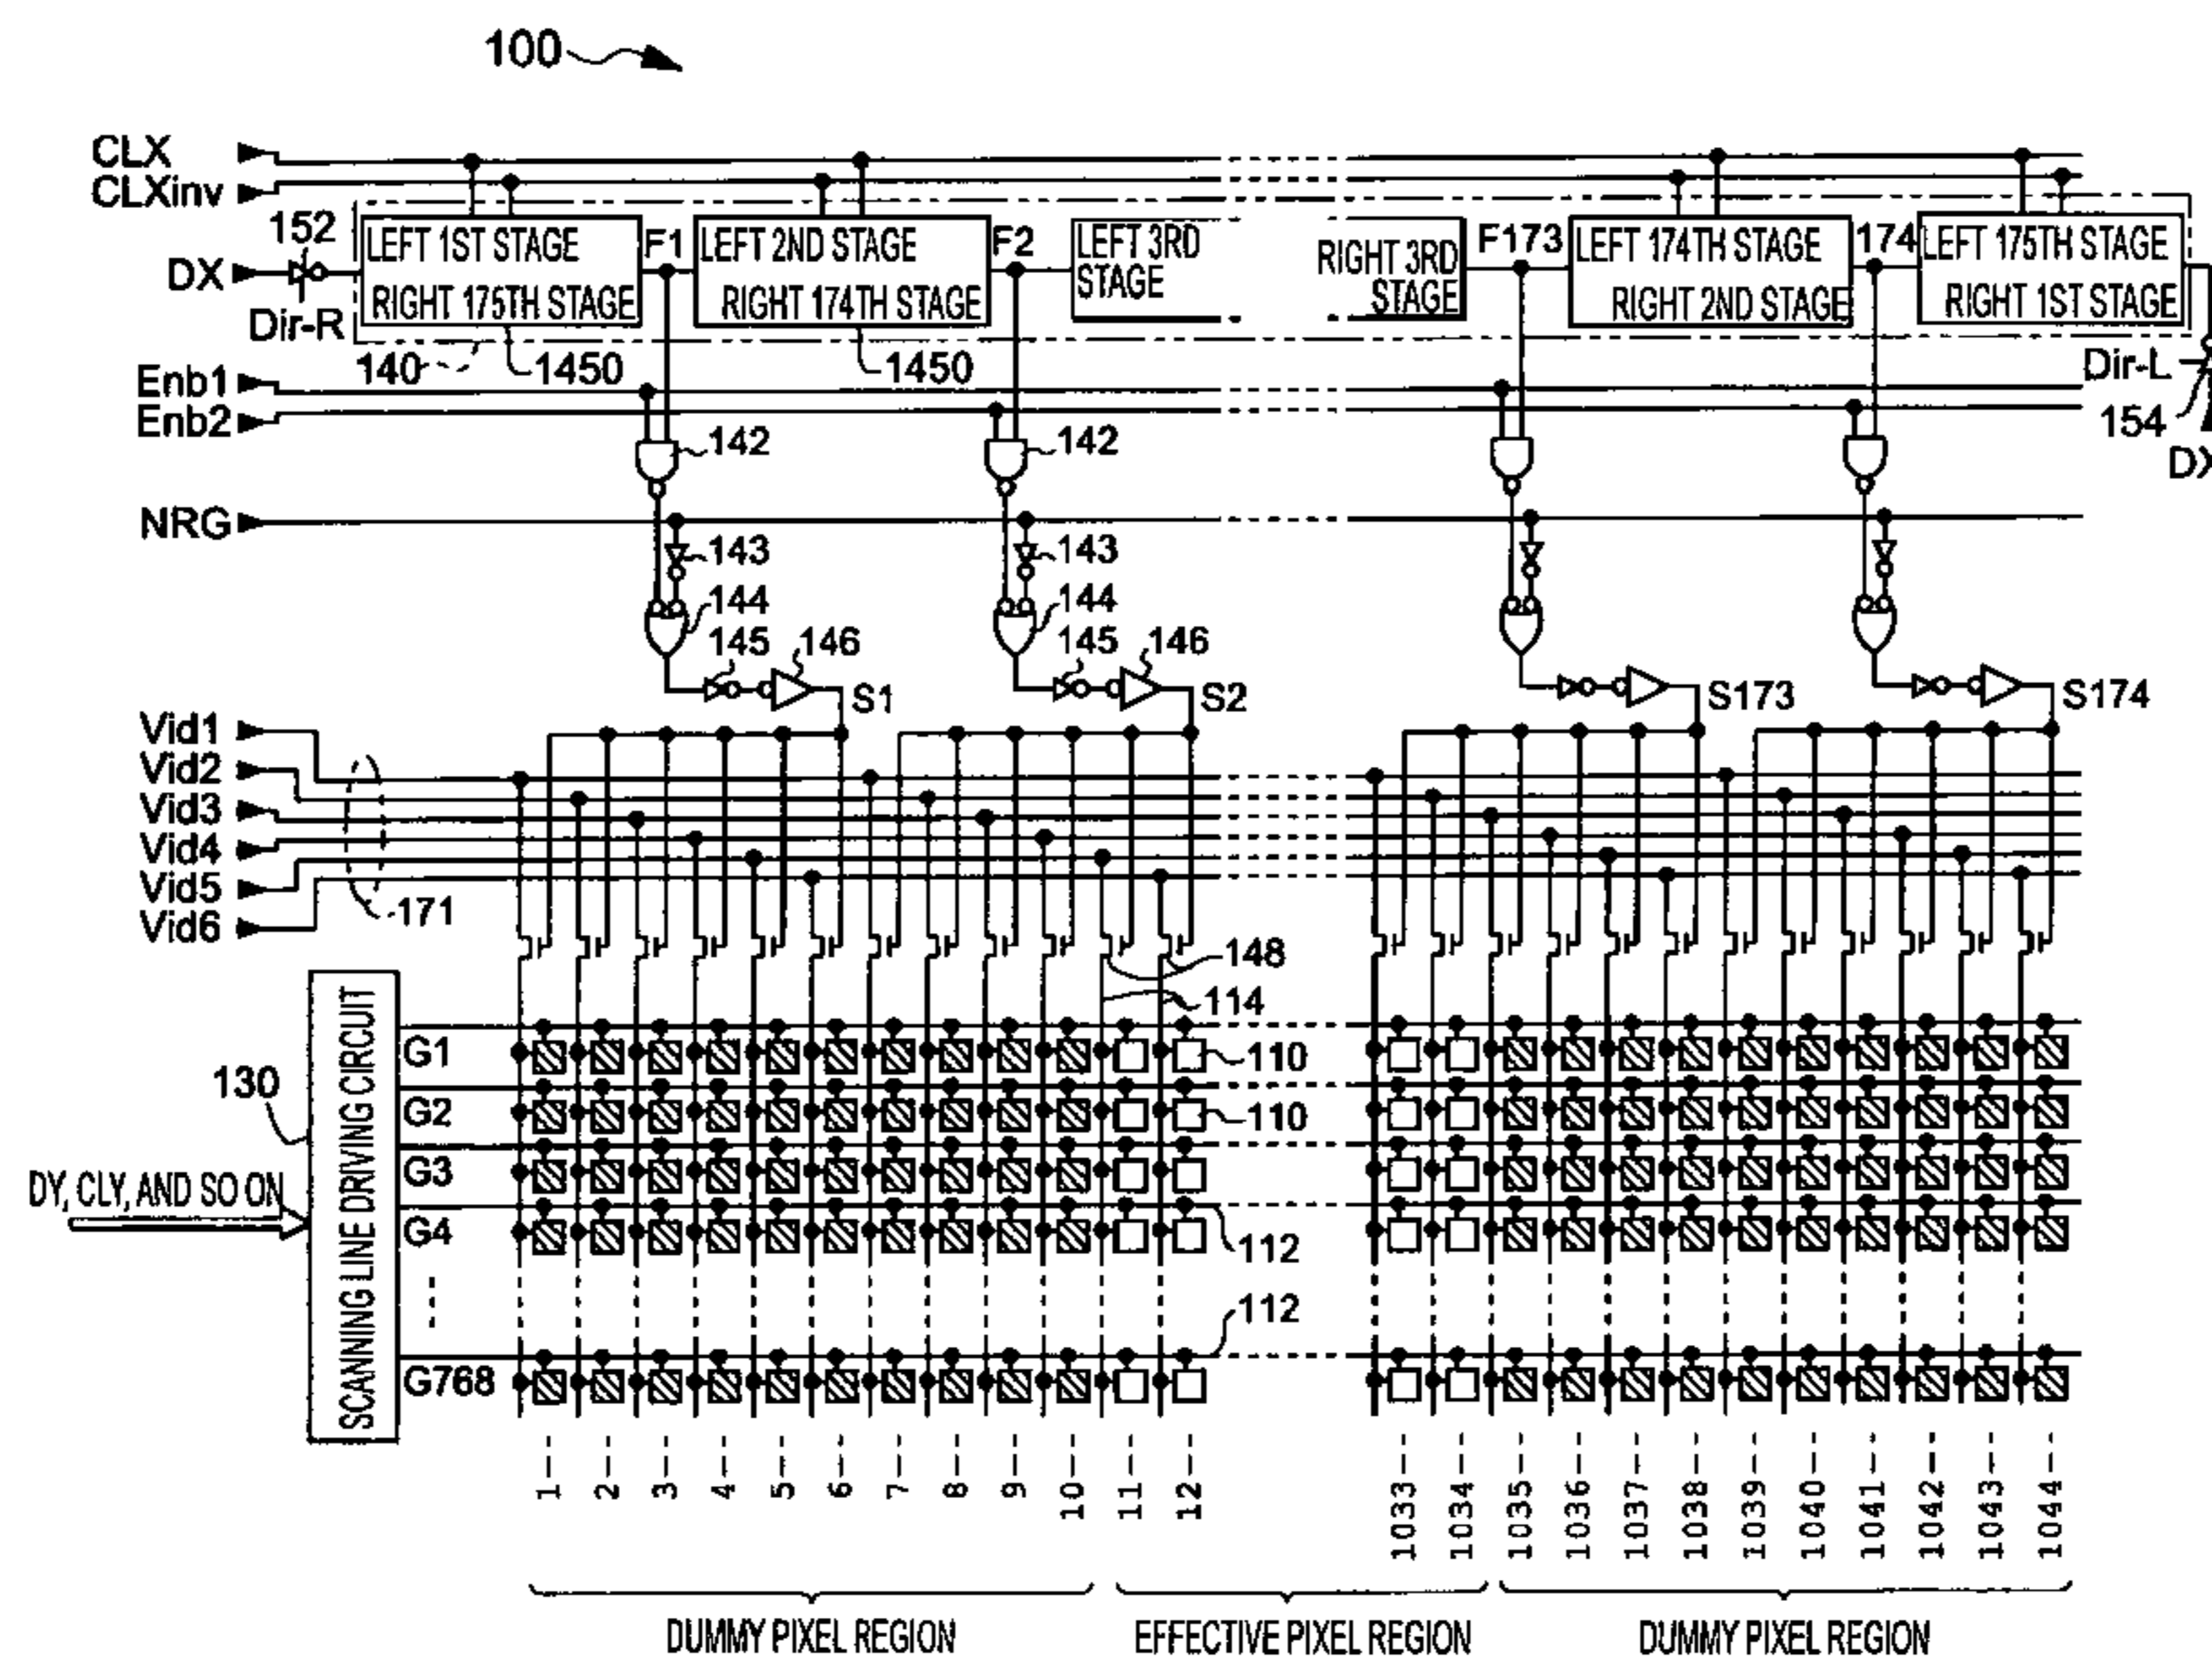 100
CLX
CLXinv
152
DX
Dir-R
LEFT 1ST STAGE
RIGHT 175TH STAGE
F1
LEFT 2ND STAGE
RIGHT 174TH STAGE
F2
LEFT 3RD
STAGE
RIGHT 3RD
STAGE
F173
LEFT 174TH STAGE
RIGHT 2ND STAGE
174
LEFT 175TH STAGE
RIGHT 1ST STAGE
140
1450
1450
Dir-L
154
DX
Enb1
Enb2
142
142
NRG
143
143
144
144
145
146
145
146
S1
S2
S173
S174
Vid1
Vid2
Vid3
Vid4
Vid5
Vid6
171
148
114
SCANNING LINE DRIVING CIRCUIT
130
DY, CLY, AND SO ON
G1
110
G2
110
G3
G4
112
112
G768
1
2
3
4
5
6
7
8
9
10
11
12
1033
1034
1035
1036
1037
1038
1039
1040
1041
1042
1043
1044
DUMMY PIXEL REGION
EFFECTIVE PIXEL REGION
DUMMY PIXEL REGION